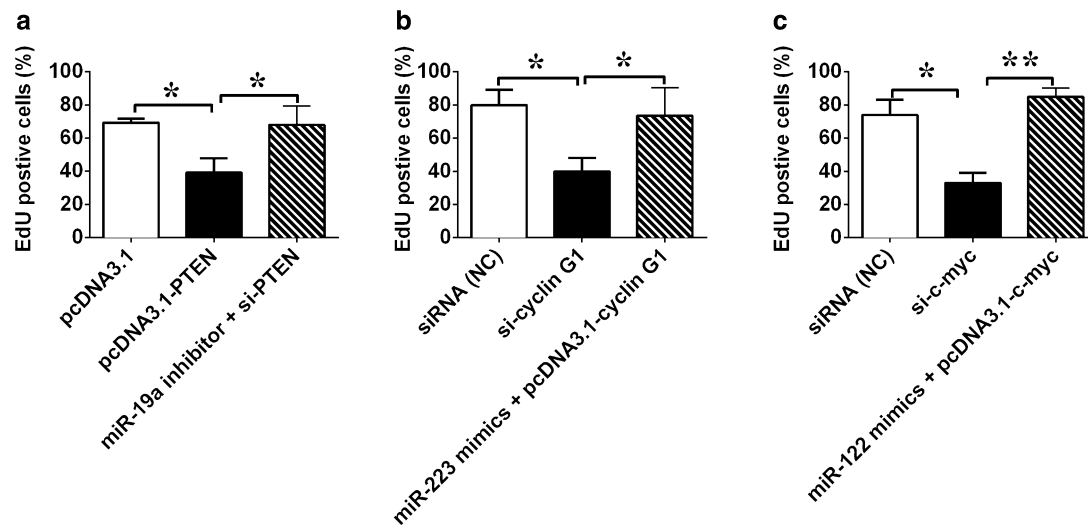 a
EdU postive cells (%)
100
80
60
40
20
0
*
*
pcDNA3.1
pcDNA3.1-PTEN
miR-19a inhibitor + si-PTEN
b
EdU postive cells (%)
100
80
60
40
20
0
*
*
siRNA (NC)
si-cyclin G1
miR-223 mimics + pcDNA3.1-cyclin G1
c
EdU postive cells (%)
100
80
60
40
20
0
*
**
siRNA (NC)
si-c-myc
miR-122 mimics + pcDNA3.1-c-myc